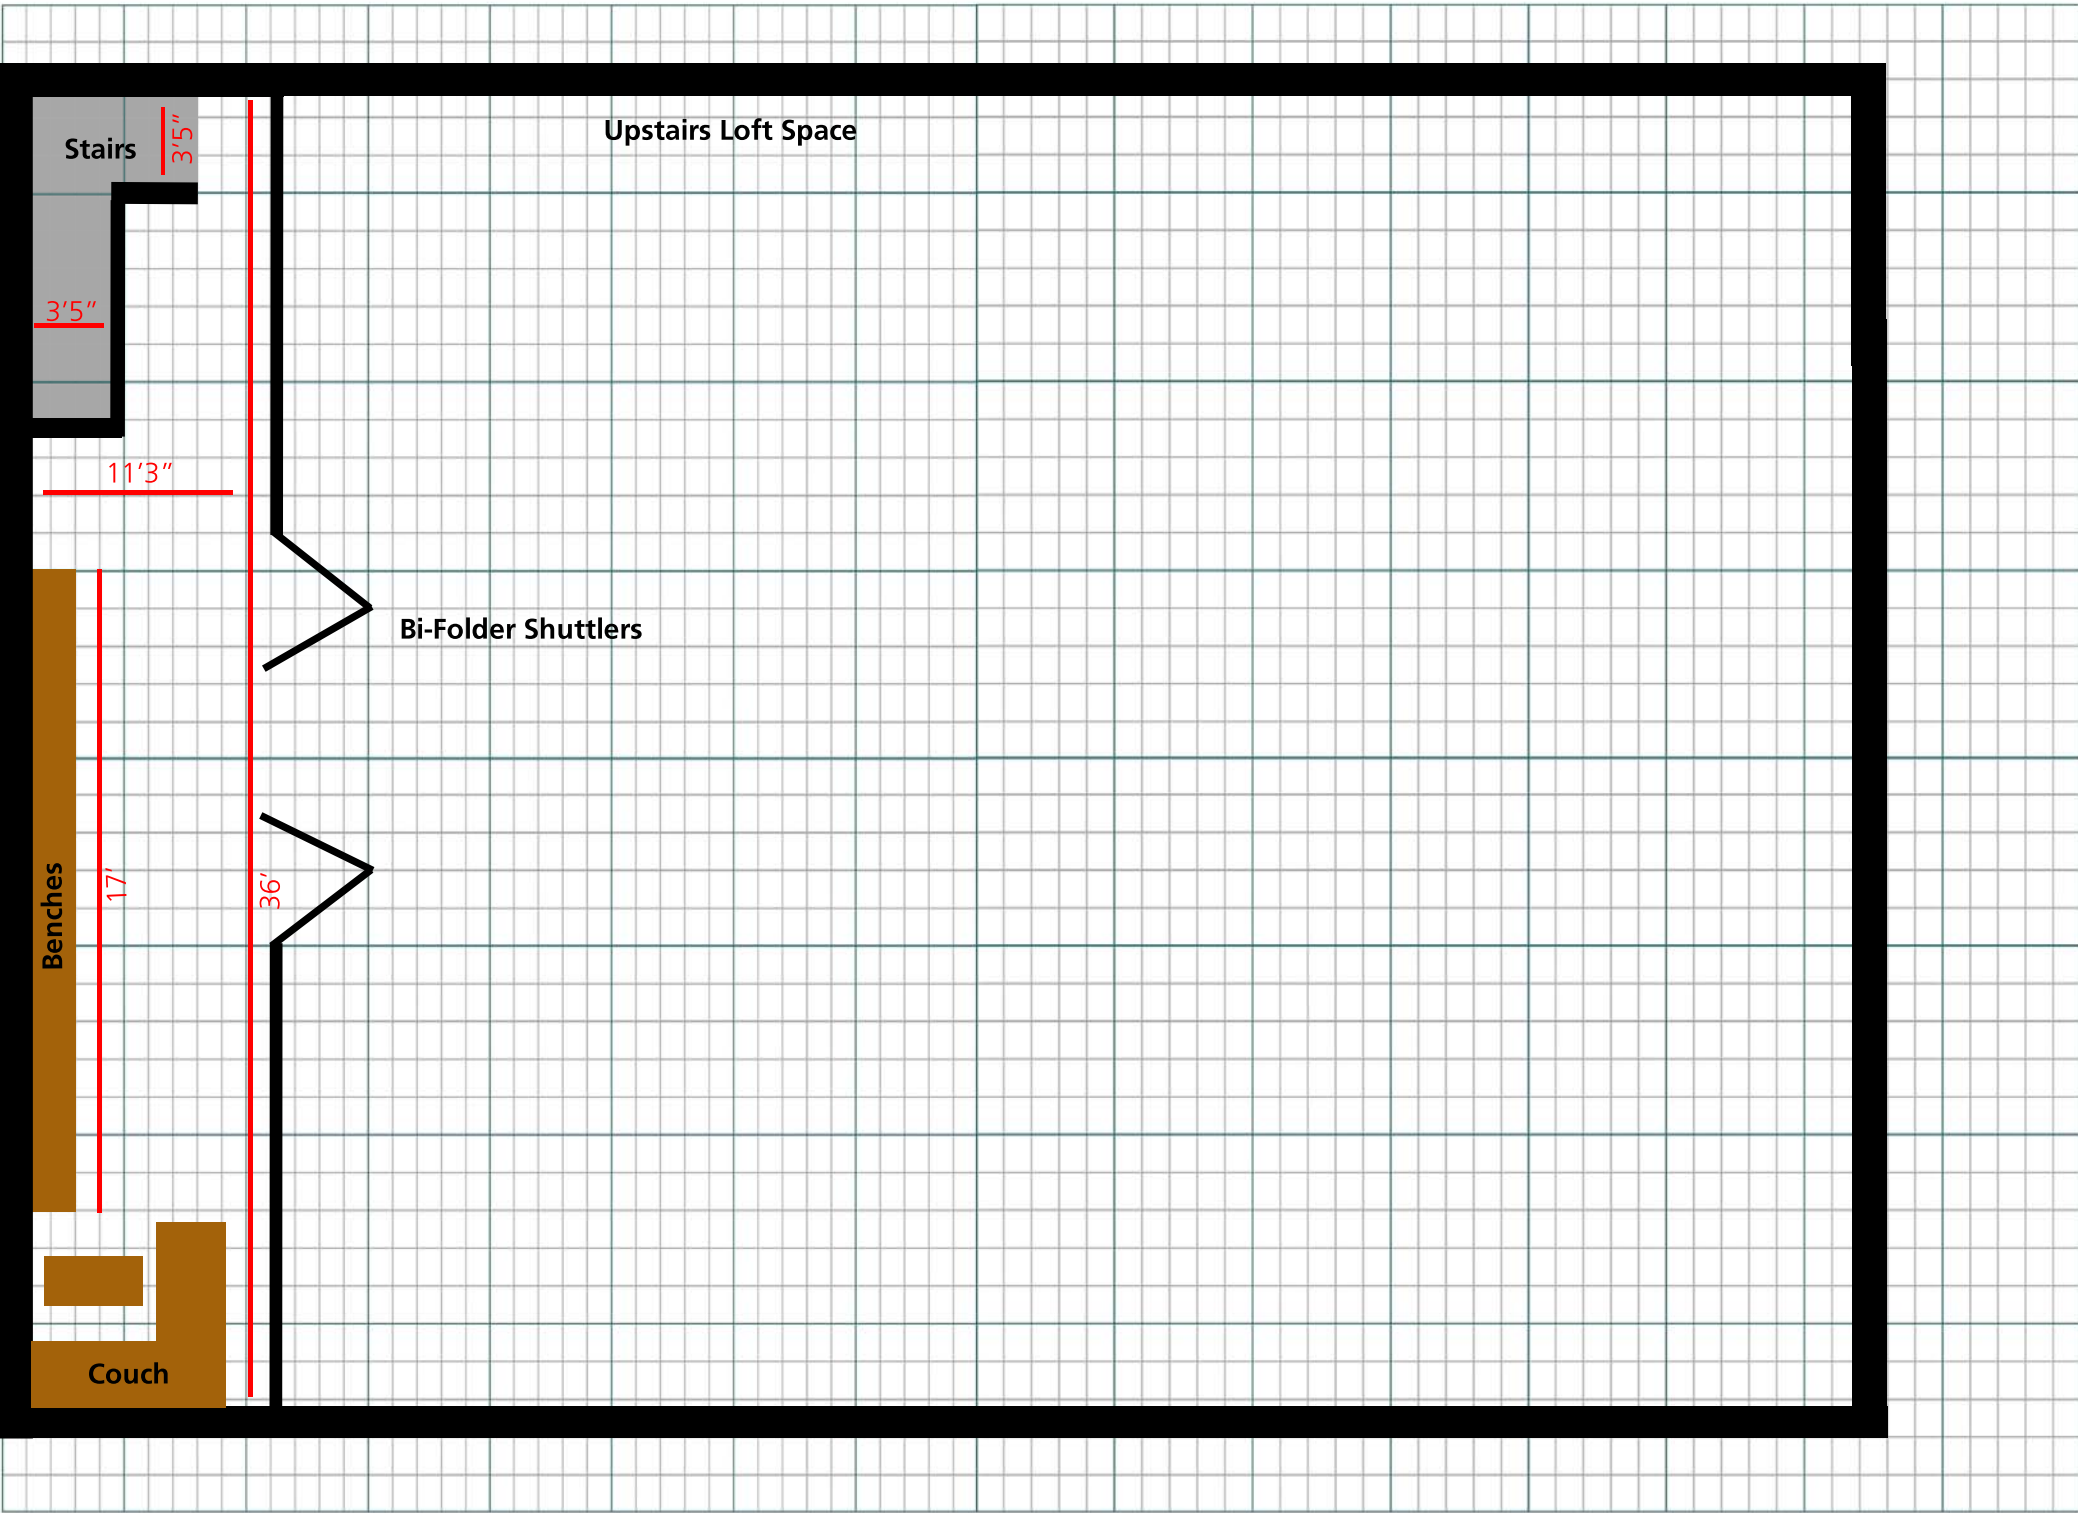 Upstairs Loft Space
Stairs
3'5"
3'5"
11'3"
Bi-Folder Shuttlers
Benches
17'
36'
Couch